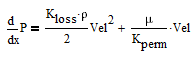 d/dx P = (K_loss·ρ)/2 Vel² + μ/K_perm · Vel